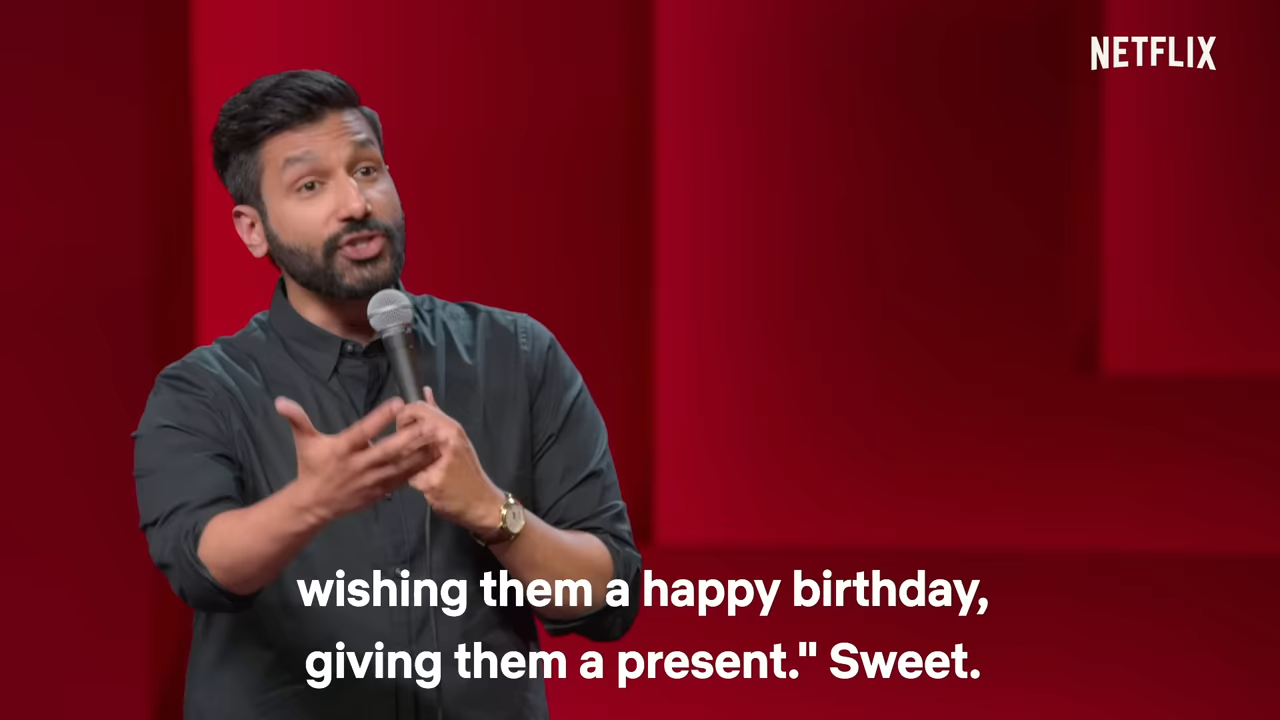 NETFLIX
wishing them a happy birthday,
giving them a present." Sweet.